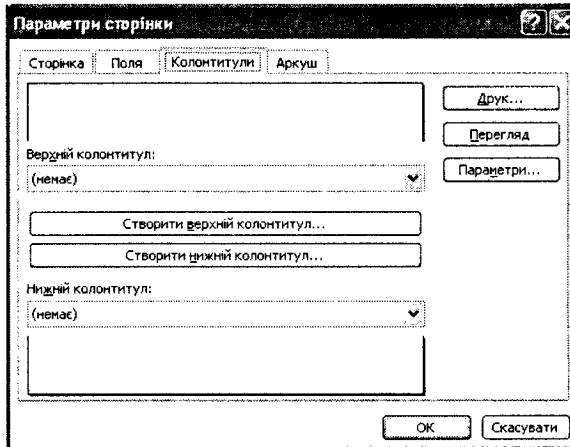 Параметри сторінки
Сторінка Поля Колонтитули Аркуш
Друк...
Перегляд
Параметри...
Верхній колонтитул:
(немає)
Створити верхній колонтитул...
Створити нижній колонтитул...
Нижній колонтитул:
(немає)
ОК Скасувати